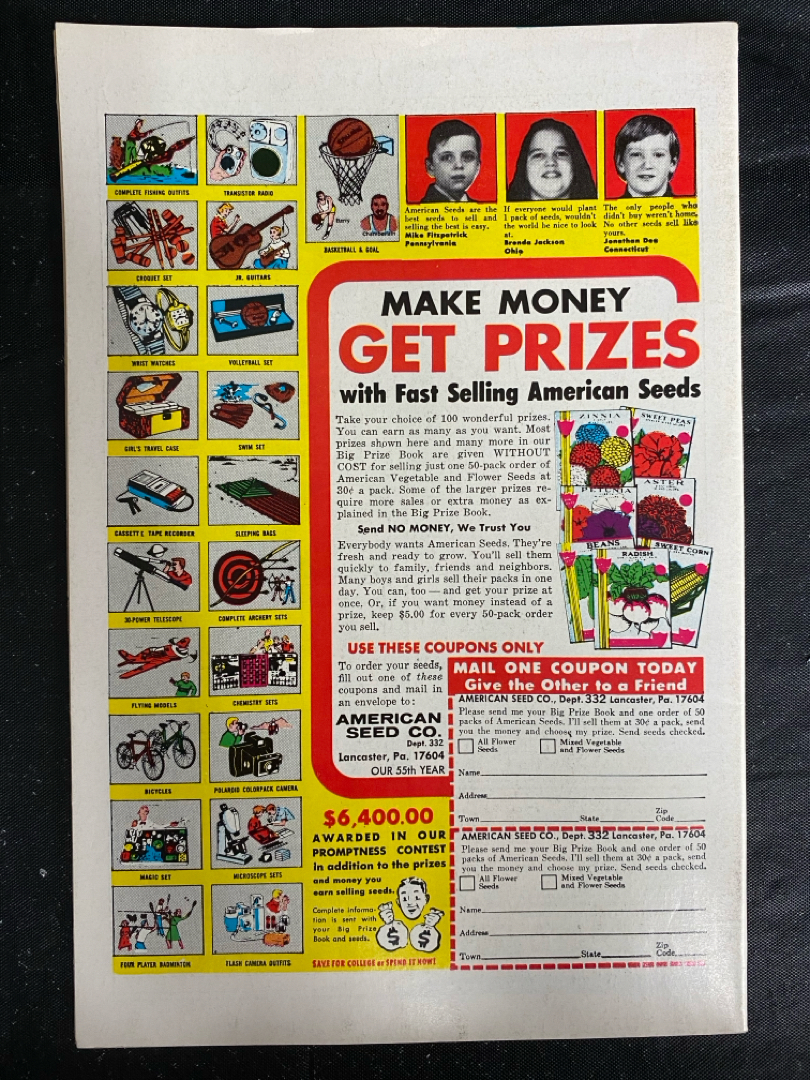 COMPLETE FISHING OUTFITS
TRANSISTOR RADIO
CROQUET SET
JR. GUITARS
WRIST WATCHES
VOLLEYBALL SET
GIRL'S TRAVEL CASE
SWIM SET
CASSETTE TAPE RECORDER
SLEEPING BAGS
30-POWER TELESCOPE
COMPLETE ARCHERY SETS
FLYING MODELS
CHEMISTRY SETS
BICYCLES
POLAROID COLORPACK CAMERA
MAGIC SET
MICROSCOPE SETS
FOUR PLAYER BADMINTON
FLASH CAMERA OUTFITS
SPALDING
Barry
Chamberlain
BASKETBALL & GOAL
American Seeds are the
best seeds to sell and
selling the best is easy.
Mike Fitzpatrick
Pennsylvania
If everyone would plant
1 pack of seeds, wouldn't
the world be nice to look
at.
Brenda Jackson
Ohio
The only people who
didn't buy weren't home.
No other seeds sell like
yours.
Jonathan Dea
Connecticut
MAKE MONEY
GET PRIZES
with Fast Selling American Seeds
Take your choice of 100 wonderful prizes.
You can earn as many as you want. Most
prizes shown here and many more in our
Big Prize Book are given WITHOUT
COST for selling just one 50-pack order of
American Vegetable and Flower Seeds at
30¢ a pack. Some of the larger prizes re-
quire more sales or extra money as ex-
plained in the Big Prize Book.
Send NO MONEY, We Trust You
Everybody wants American Seeds. They're
fresh and ready to grow. You'll sell them
quickly to family, friends and neighbors.
Many boys and girls sell their packs in one
day. You can, too — and get your prize at
once. Or, if you want money instead of a
prize, keep $5.00 for every 50-pack order
you sell.
ZINNIA
SWEET PEAS
PETUNIA
ASTER
BEANS
RADISH
SWEET CORN
USE THESE COUPONS ONLY
To order your seeds,
fill out one of these
coupons and mail in
an envelope to:
AMERICAN
SEED CO.
Dept. 332
Lancaster, Pa. 17604
OUR 55th YEAR
MAIL ONE COUPON TODAY
Give the Other to a Friend
AMERICAN SEED CO., Dept. 332 Lancaster, Pa. 17604
Please send me your Big Prize Book and one order of 50
packs of American Seeds. I'll sell them at 30¢ a pack, send
you the money and choose my prize. Send seeds checked.
All Flower Seeds
Mixed Vegetable and Flower Seeds
Name
Address
Town State Zip Code
AMERICAN SEED CO., Dept. 332 Lancaster, Pa. 17604
Please send me your Big Prize Book and one order of 50
packs of American Seeds. I'll sell them at 30¢ a pack, send
you the money and choose my prize. Send seeds checked.
All Flower Seeds
Mixed Vegetable and Flower Seeds
Name
Address
Town State Zip Code
$6,400.00
AWARDED IN OUR
PROMPTNESS CONTEST
In addition to the prizes
and money you
earn selling seeds.
Complete informa-
tion is sent with
your Big Prize
Book and seeds.
$ $
SAVE FOR COLLEGE or SPEND IT NOW!